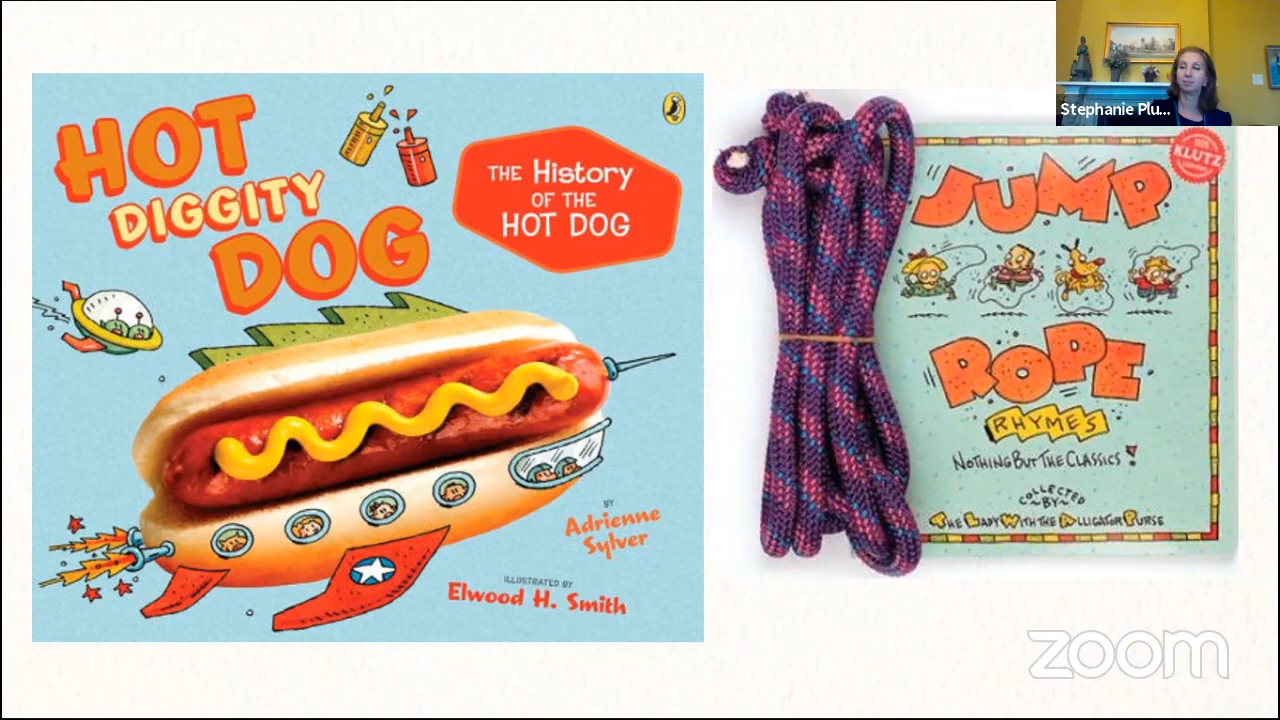 HOT
DIGGITY
DOG
THE History
OF THE
HOT DOG
BY
Adrienne
Sylver
ILLUSTRATED BY
Elwood H. Smith
Stephanie Plu...
KLUTZ
JUMP
ROPE
RHYMES
NOTHING BUT THE CLASSICS!
COLLECTED
~BY~
THE LADY WITH THE ALLIGATOR PURSE
zoom